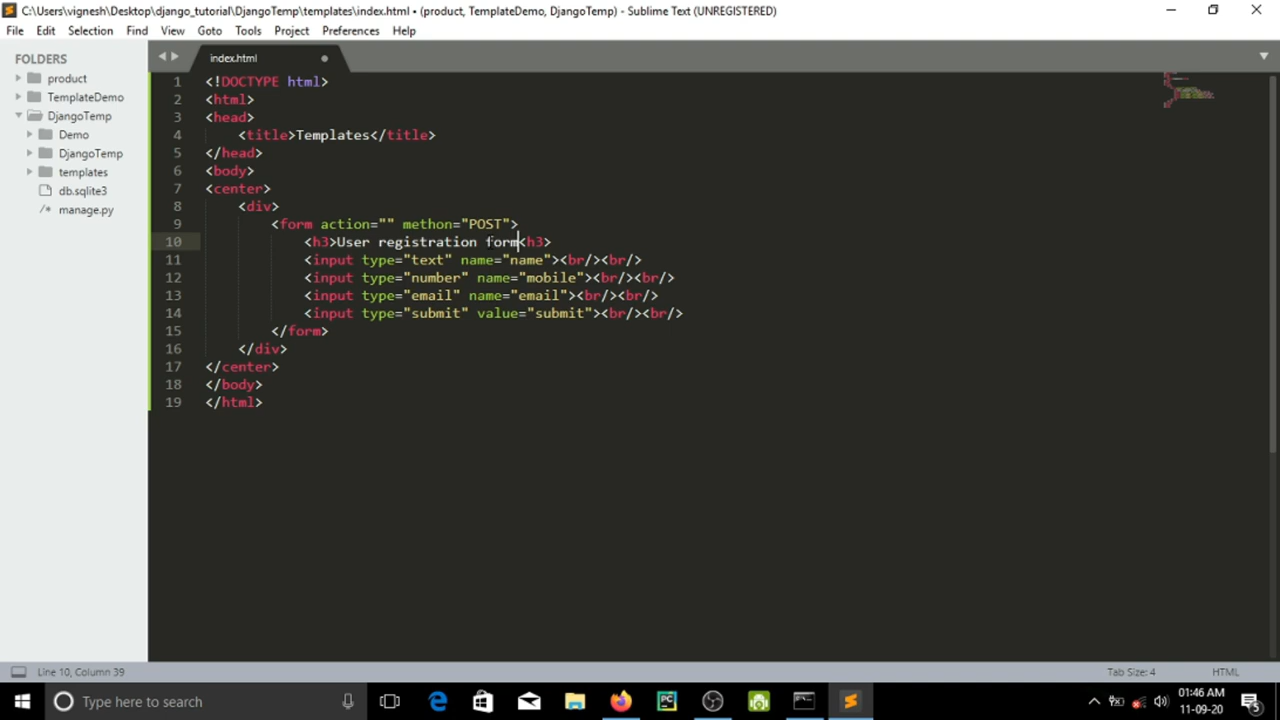 C:\Users\vignesh\Desktop\django_tutorial\DjangoTemp\templates\index.html • (product, TemplateDemo, DjangoTemp) - Sublime Text (UNREGISTERED)
File Edit Selection Find View Goto Tools Project Preferences Help
FOLDERS
product
TemplateDemo
DjangoTemp
Demo
DjangoTemp
templates
db.sqlite3
/* manage.py
index.html
1 <!DOCTYPE html>
2 <html>
3 <head>
4 <title>Templates</title>
5 </head>
6 <body>
7 <center>
8 <div>
9 <form action="" methon="POST">
10 <h3>User registration form<h3>
11 <input type="text" name="name"><br/><br/>
12 <input type="number" name="mobile"><br/><br/>
13 <input type="email" name="email"><br/><br/>
14 <input type="submit" value="submit"><br/><br/>
15 </form>
16 </div>
17 </center>
18 </body>
19 </html>
Line 10, Column 39 Tab Size: 4 HTML
Type here to search
01:46 AM
11-09-20
5